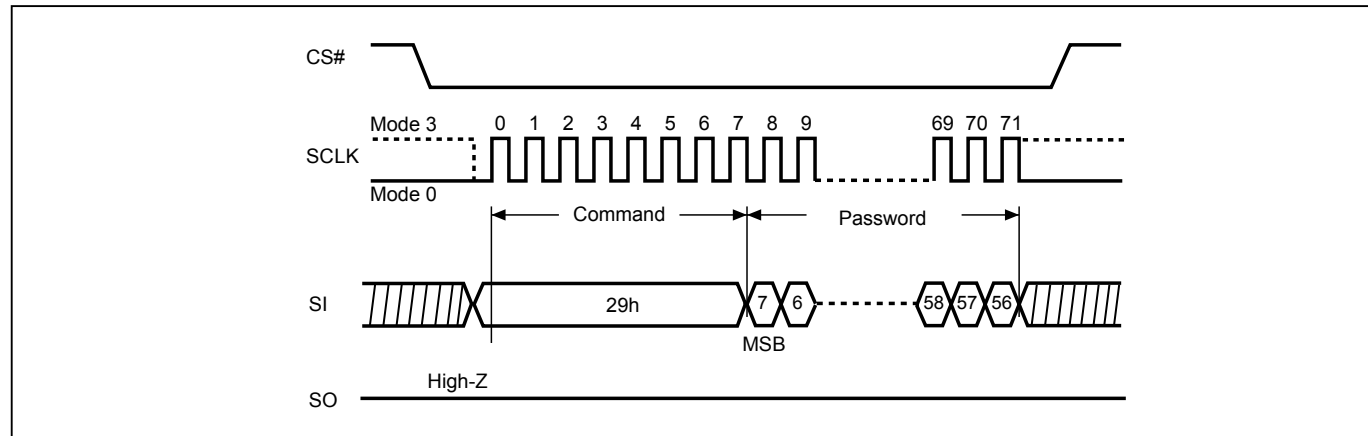 CS#
Mode 3 0 1 2 3 4 5 6 7 8 9 69 70 71
SCLK
Mode 0
Command Password
SI 29h 7 6 58 57 56
MSB
High-Z
SO